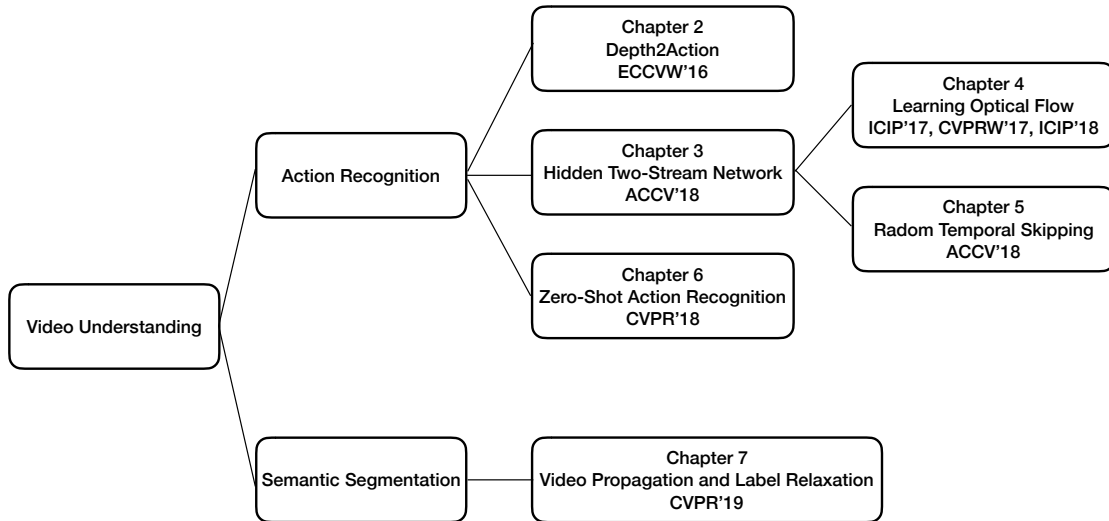 Chapter 2
Depth2Action
ECCVW'16
Chapter 4
Learning Optical Flow
ICIP'17, CVPRW'17, ICIP'18
Action Recognition
Chapter 3
Hidden Two-Stream Network
ACCV'18
Chapter 5
Radom Temporal Skipping
ACCV'18
Chapter 6
Zero-Shot Action Recognition
CVPR'18
Video Understanding
Semantic Segmentation
Chapter 7
Video Propagation and Label Relaxation
CVPR'19